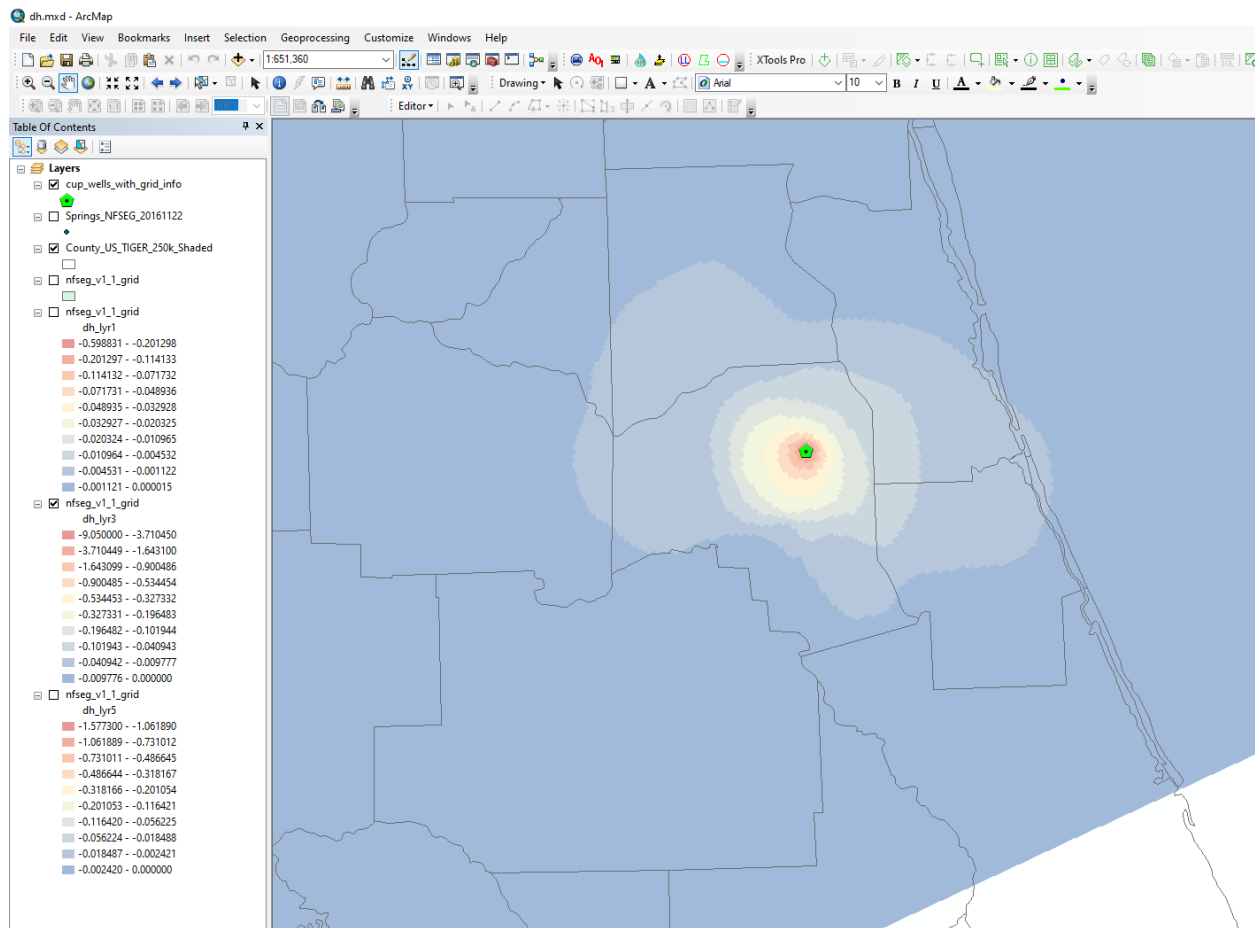 dh.mxd - ArcMap
File Edit View Bookmarks Insert Selection Geoprocessing Customize Windows Help
1:651,360
XTools Pro
Drawing
A
Arial
10
B I U A
100%
Editor
Table Of Contents
Layers
cup_wells_with_grid_info
Springs_NFSEG_20161122
County_US_TIGER_250k_Shaded
nfseg_v1_1_grid
nfseg_v1_1_grid
dh_lyr1
-0.598831 - -0.201298
-0.201297 - -0.114133
-0.114132 - -0.071732
-0.071731 - -0.048936
-0.048935 - -0.032928
-0.032927 - -0.020325
-0.020324 - -0.010965
-0.010964 - -0.004532
-0.004531 - -0.001122
-0.001121 - 0.000015
nfseg_v1_1_grid
dh_lyr3
-9.050000 - -3.710450
-3.710449 - -1.643100
-1.643099 - -0.900486
-0.900485 - -0.534454
-0.534453 - -0.327332
-0.327331 - -0.196483
-0.196482 - -0.101944
-0.101943 - -0.040943
-0.040942 - -0.009777
-0.009776 - 0.000000
nfseg_v1_1_grid
dh_lyr5
-1.577300 - -1.061890
-1.061889 - -0.731012
-0.731011 - -0.486645
-0.486644 - -0.318167
-0.318166 - -0.201054
-0.201053 - -0.116421
-0.116420 - -0.056225
-0.056224 - -0.018488
-0.018487 - -0.002421
-0.002420 - 0.000000